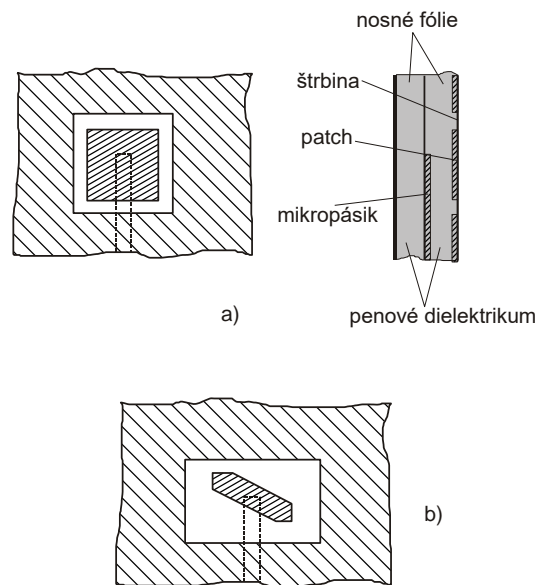 nosné fólie
štrbina
patch
mikropásik
a)
penové dielektrikum
b)